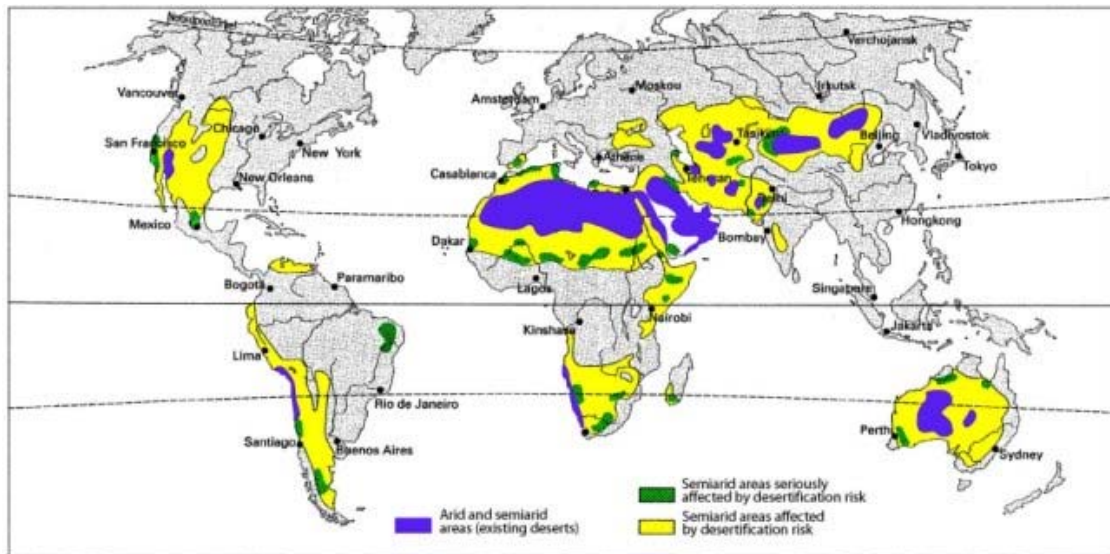 Verchojansk
Moskou
Irkutsk
Vancouver
Amsterdam
Chicago
San Francisco
New York
Beijing
Vladivostok
Tokyo
Athene
Casablanca
Teheran
New Orleans
Delhi
Hongkong
Mexico
Bombay
Dakar
Paramaribo
Bogotá
Lagos
Singapore
Nairobi
Kinshasa
Jakarta
Lima
Rio de Janeiro
Perth
Santiago
Buenos Aires
Sydney
Arid and semiarid
areas (existing deserts)
Semiarid areas seriously
affected by desertification risk
Semiarid areas affected
by desertification risk